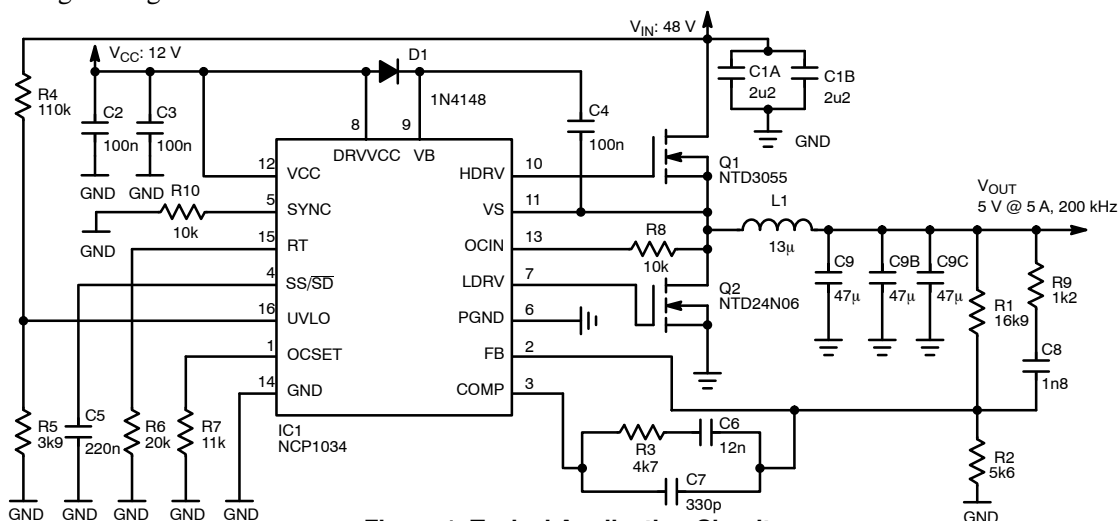 V_IN: 48 V
V_CC: 12 V
D1
1N4148
R4
110k
C2
100n
C3
100n
C4
100n
C1A
2u2
C1B
2u2
GND
GND
GND
8
9
DRVVCC
VB
12
VCC
HDRV
10
Q1
NTD3055
R10
10k
GND
5
SYNC
VS
11
L1
13μ
V_OUT
5 V @ 5 A, 200 kHz
15
RT
OCIN
13
R8
10k
4
SS/SD
LDRV
7
Q2
NTD24N06
C9
47μ
C9B
47μ
C9C
47μ
R9
1k2
R1
16k9
16
UVLO
PGND
6
1
OCSET
FB
2
C8
1n8
14
GND
COMP
3
R5
3k9
C5
220n
R6
20k
R7
11k
IC1
NCP1034
R3
4k7
C6
12n
C7
330p
R2
5k6
GND
GND
GND
GND
GND
GND